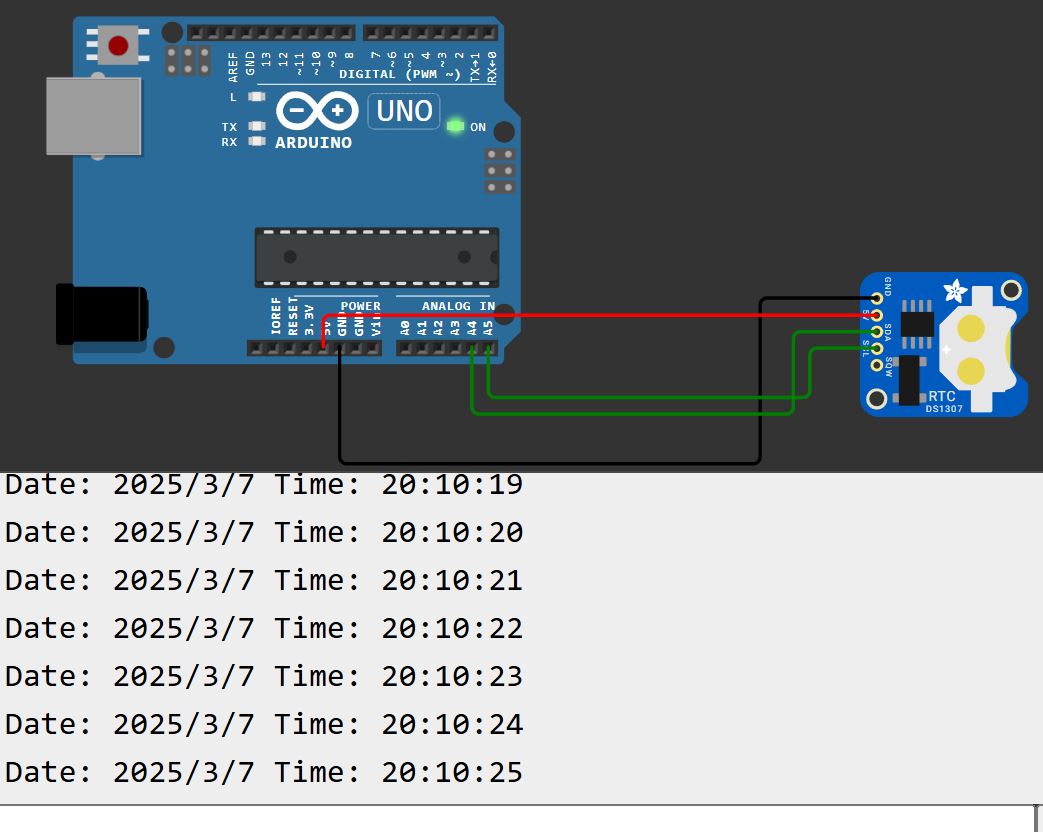 AREF GND 13 12 ~11 ~10 ~9 8 7 ~6 ~5 4 ~3 2 TX→1 RX←0
DIGITAL (PWM ~)
L
UNO
TX ON
RX ARDUINO
IOREF RESET 3.3V 5V GND GND Vin A0 A1 A2 A3 A4 A5
POWER ANALOG IN
GND
5V
SDA
SCL
SQW
+
RTC
DS1307
Date: 2025/3/7 Time: 20:10:19
Date: 2025/3/7 Time: 20:10:20
Date: 2025/3/7 Time: 20:10:21
Date: 2025/3/7 Time: 20:10:22
Date: 2025/3/7 Time: 20:10:23
Date: 2025/3/7 Time: 20:10:24
Date: 2025/3/7 Time: 20:10:25